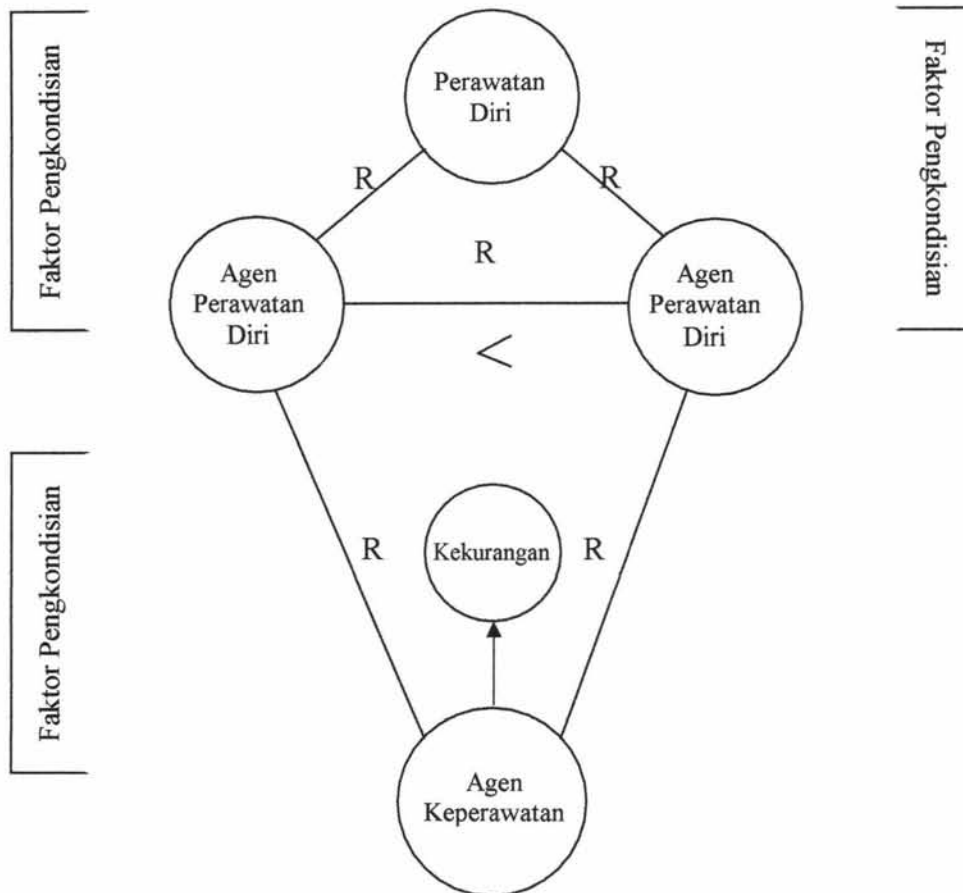 Faktor Pengkondisian
Perawatan
Diri
Faktor Pengkondisian
R
R
Agen
Perawatan
Diri
R
Agen
Perawatan
Diri
<
Faktor Pengkondisian
R
Kekurangan
R
Agen
Keperawatan